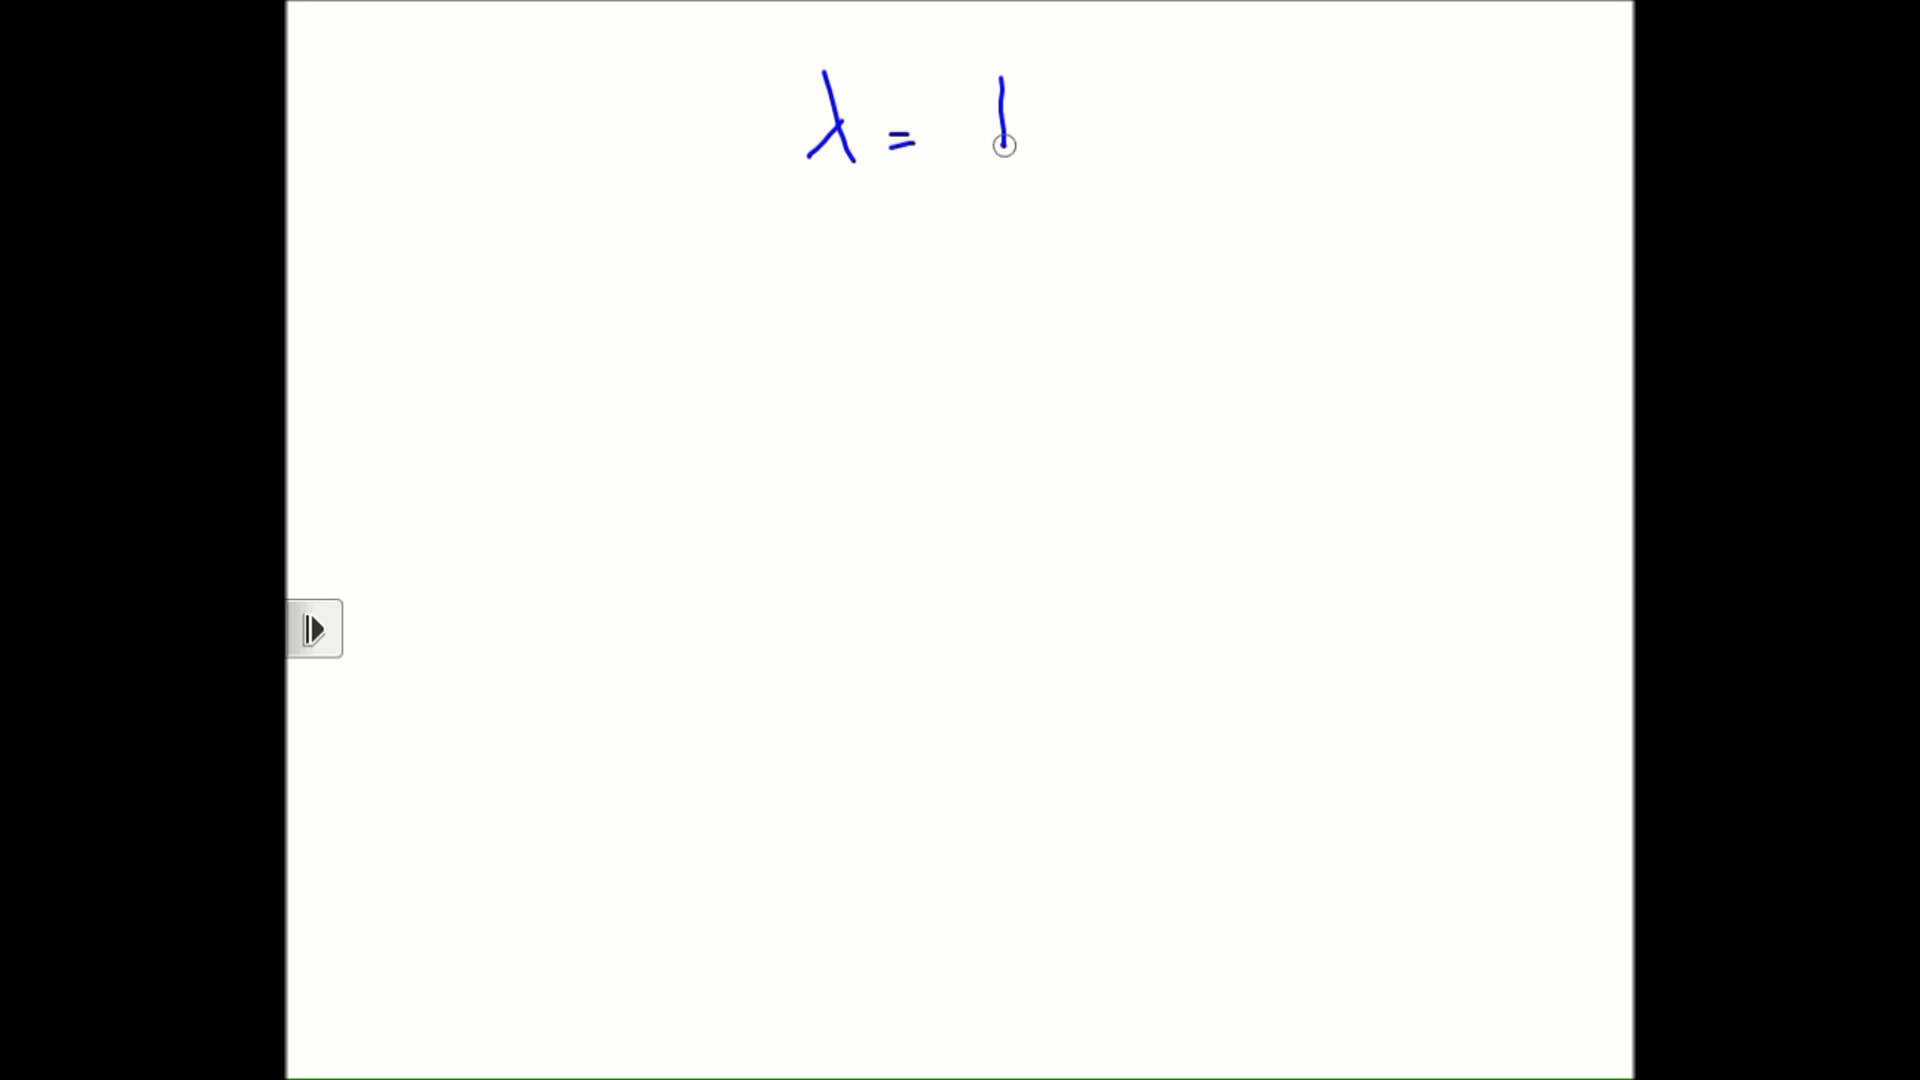 λ = 1